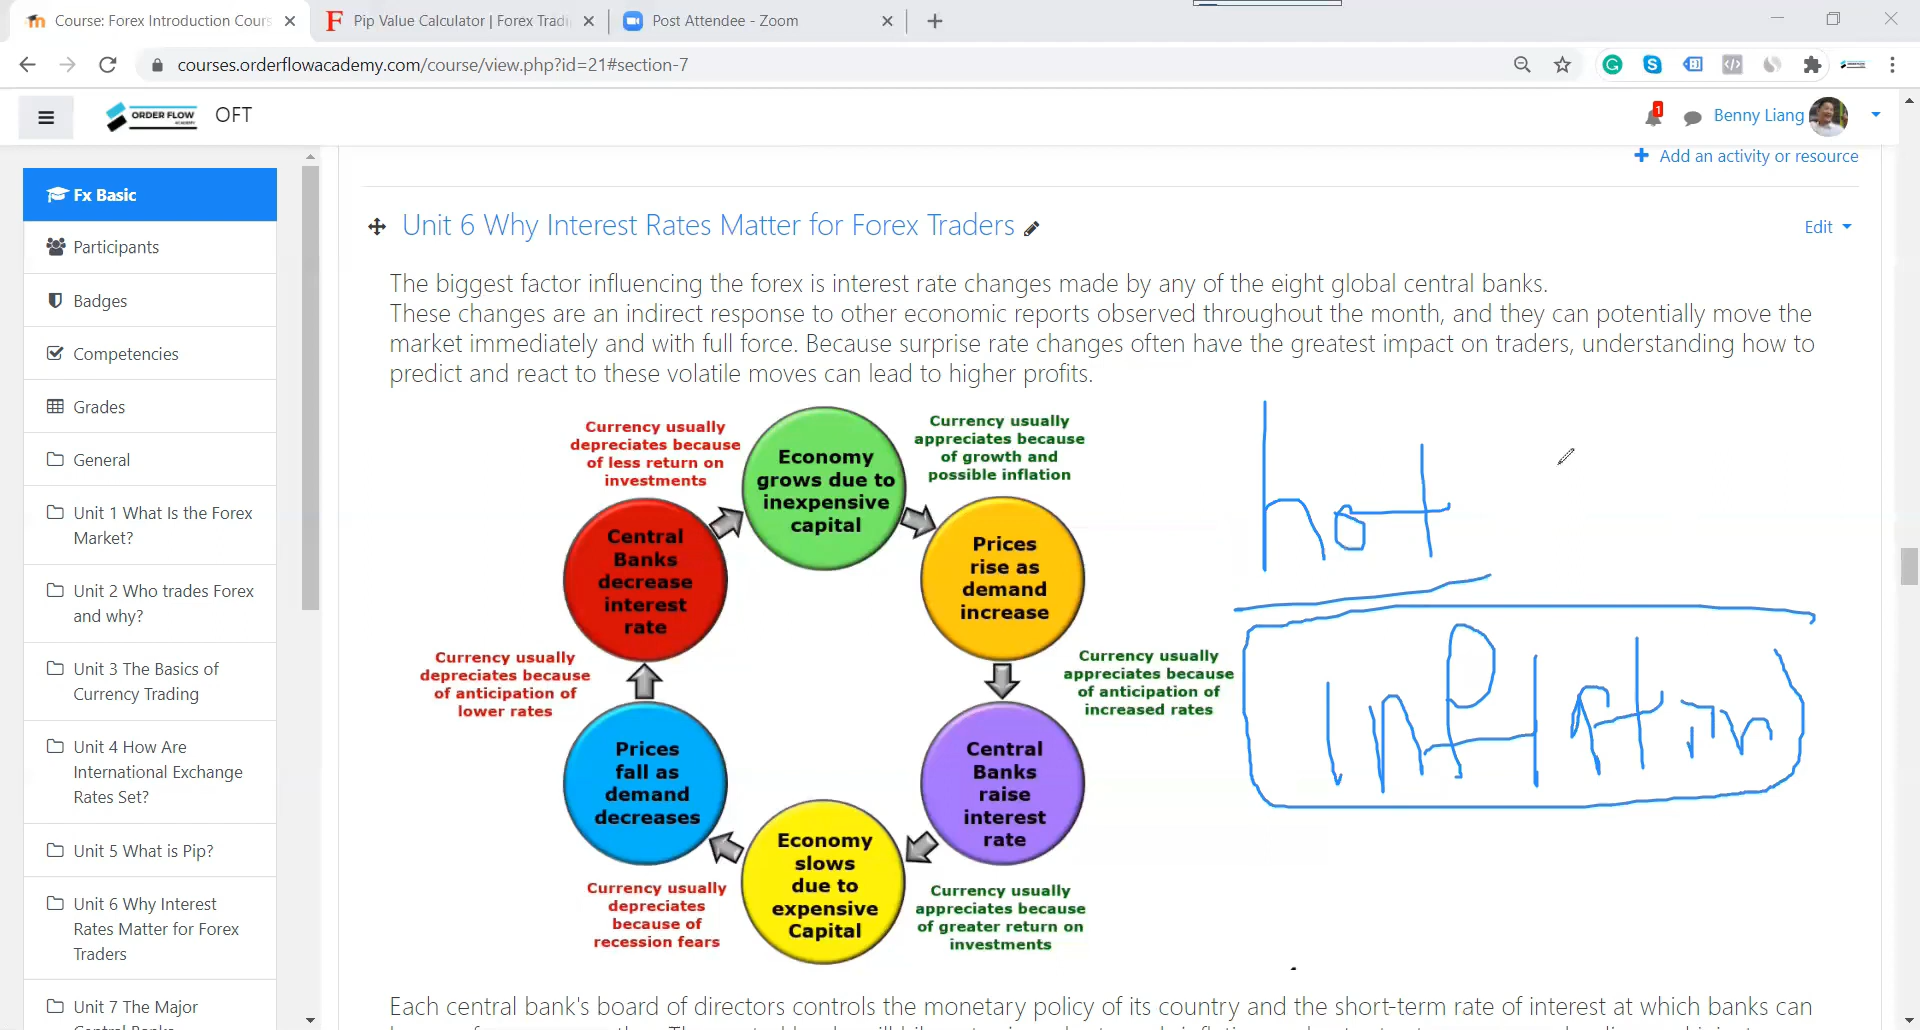 Course: Forex Introduction Cours
Pip Value Calculator | Forex Tradi
Post Attendee - Zoom
courses.orderflowacademy.com/course/view.php?id=21#section-7
ORDER FLOW
ACADEMY
OFT
1
Benny Liang
Add an activity or resource
Fx Basic
Participants
Badges
Competencies
Grades
General
Unit 1 What Is the Forex
Market?
Unit 2 Who trades Forex
and why?
Unit 3 The Basics of
Currency Trading
Unit 4 How Are
International Exchange
Rates Set?
Unit 5 What is Pip?
Unit 6 Why Interest
Rates Matter for Forex
Traders
Unit 7 The Major
Central Banks
Unit 6 Why Interest Rates Matter for Forex Traders
Edit
The biggest factor influencing the forex is interest rate changes made by any of the eight global central banks.
These changes are an indirect response to other economic reports observed throughout the month, and they can potentially move the
market immediately and with full force. Because surprise rate changes often have the greatest impact on traders, understanding how to
predict and react to these volatile moves can lead to higher profits.
Currency usually
depreciates because
of less return on
investments
Economy
grows due to
inexpensive
capital
Currency usually
appreciates because
of growth and
possible inflation
Central
Banks
decrease
interest
rate
Prices
rise as
demand
increase
Currency usually
depreciates because
of anticipation of
lower rates
Currency usually
appreciates because
of anticipation of
increased rates
Prices
fall as
demand
decreases
Central
Banks
raise
interest
rate
Economy
slows
due to
expensive
Capital
Currency usually
depreciates
because of
recession fears
Currency usually
appreciates because
of greater return on
investments
hot
Inflation
Each central bank's board of directors controls the monetary policy of its country and the short-term rate of interest at which banks can